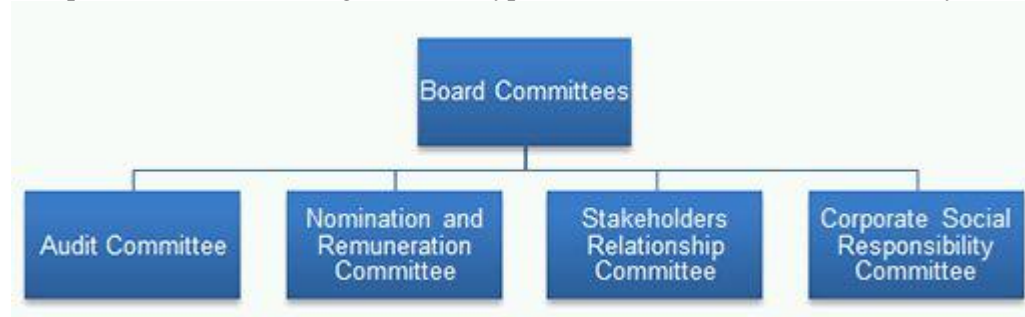 Board Committees
Audit Committee
Nomination and
Remuneration
Committee
Stakeholders
Relationship
Committee
Corporate Social
Responsibility
Committee